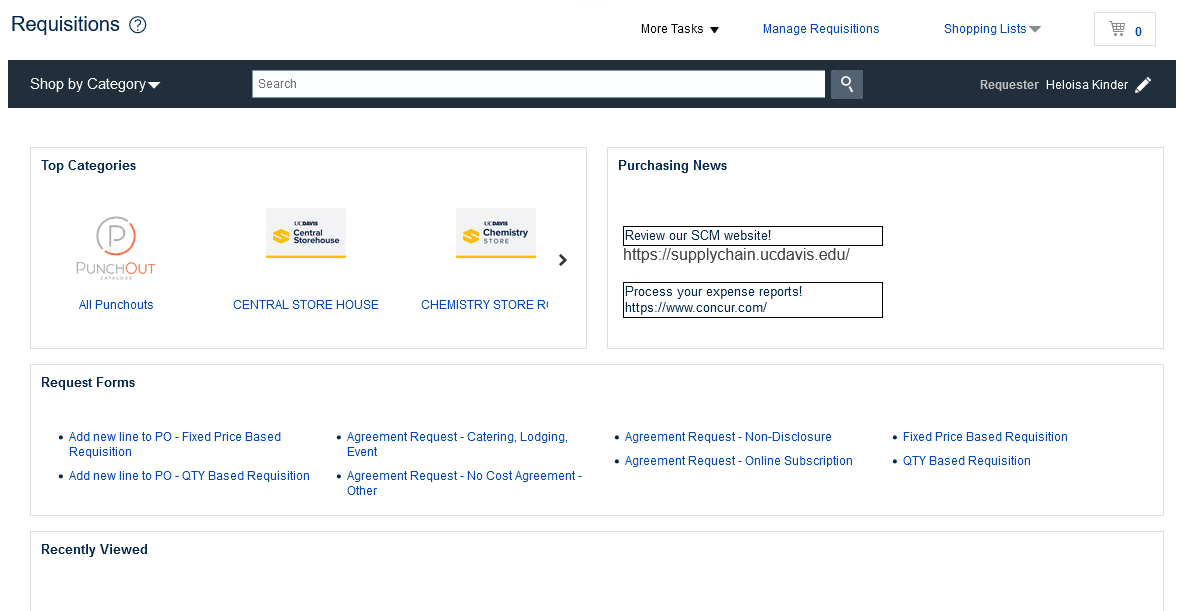 Requisitions ?
More Tasks
Manage Requisitions
Shopping Lists
0
Shop by Category
Search
Requester Heloisa Kinder
Top Categories
PUNCHOUT
CATALOGS
All Punchouts
UCDAVIS
Central
Storehouse
CENTRAL STORE HOUSE
UCDAVIS
Chemistry
STORE
CHEMISTRY STORE
Purchasing News
Review our SCM website!
https://supplychain.ucdavis.edu/
Process your expense reports!
https://www.concur.com/
Request Forms
• Add new line to PO - Fixed Price Based
Requisition
• Add new line to PO - QTY Based Requisition
• Agreement Request - Catering, Lodging,
Event
• Agreement Request - No Cost Agreement -
Other
• Agreement Request - Non-Disclosure
• Agreement Request - Online Subscription
• Fixed Price Based Requisition
• QTY Based Requisition
Recently Viewed